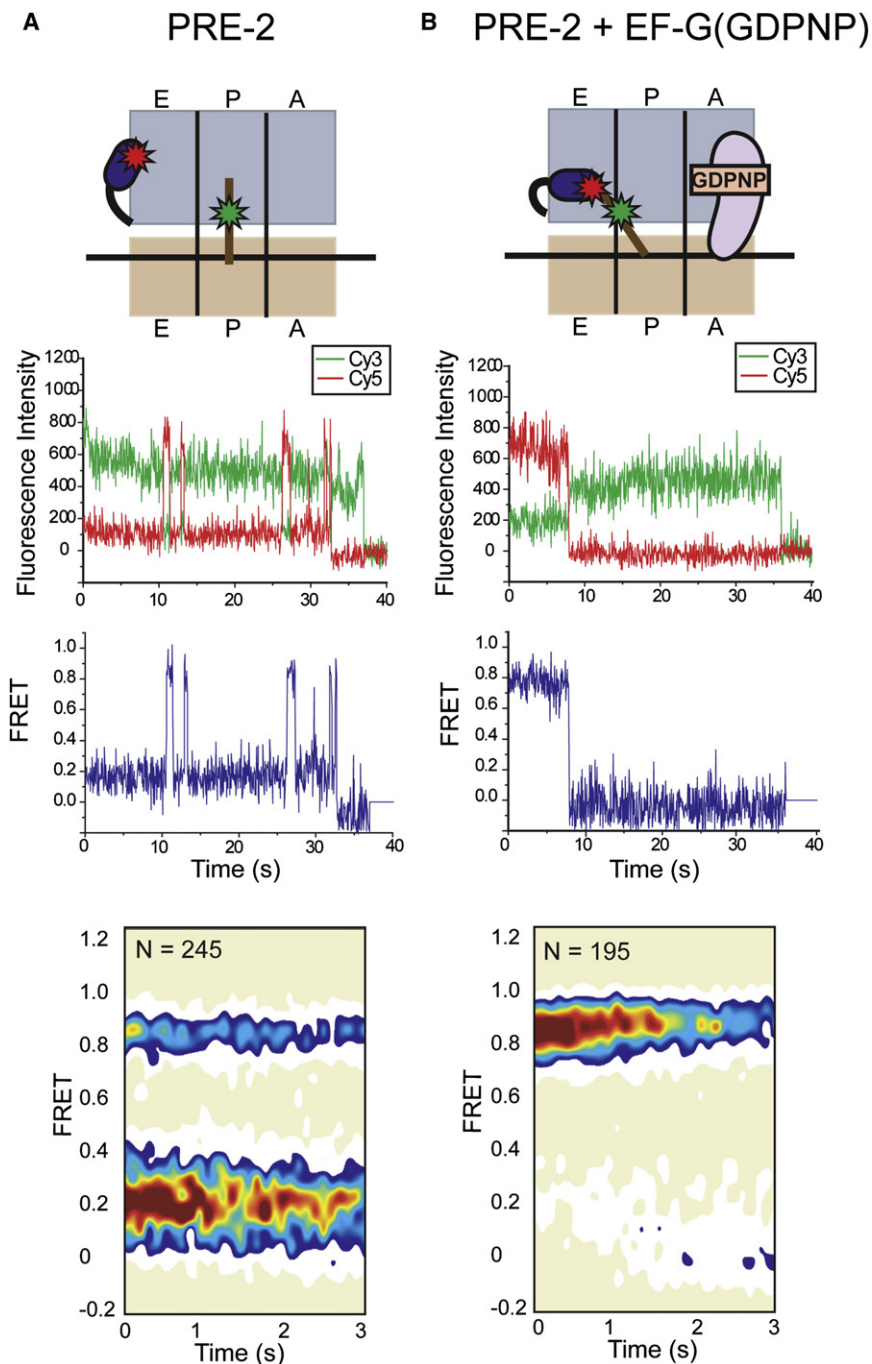 A
PRE-2
B
PRE-2 + EF-G(GDPNP)
E P A
E P A
E P A
GDPNP
E P A
Fluorescence Intensity
1200
1000
800
600
400
200
0
Cy3
Cy5
0 10 20 30 40
Fluorescence Intensity
1200
1000
800
600
400
200
0
Cy3
Cy5
0 10 20 30 40
FRET
1.0
0.8
0.6
0.4
0.2
0.0
0 10 20 30 40
Time (s)
FRET
1.0
0.8
0.6
0.4
0.2
0.0
0 10 20 30 40
Time (s)
FRET
1.2
1.0
0.8
0.6
0.4
0.2
0
-0.2
N = 245
0 1 2 3
Time (s)
FRET
1.2
1.0
0.8
0.6
0.4
0.2
0
-0.2
N = 195
0 1 2 3
Time (s)